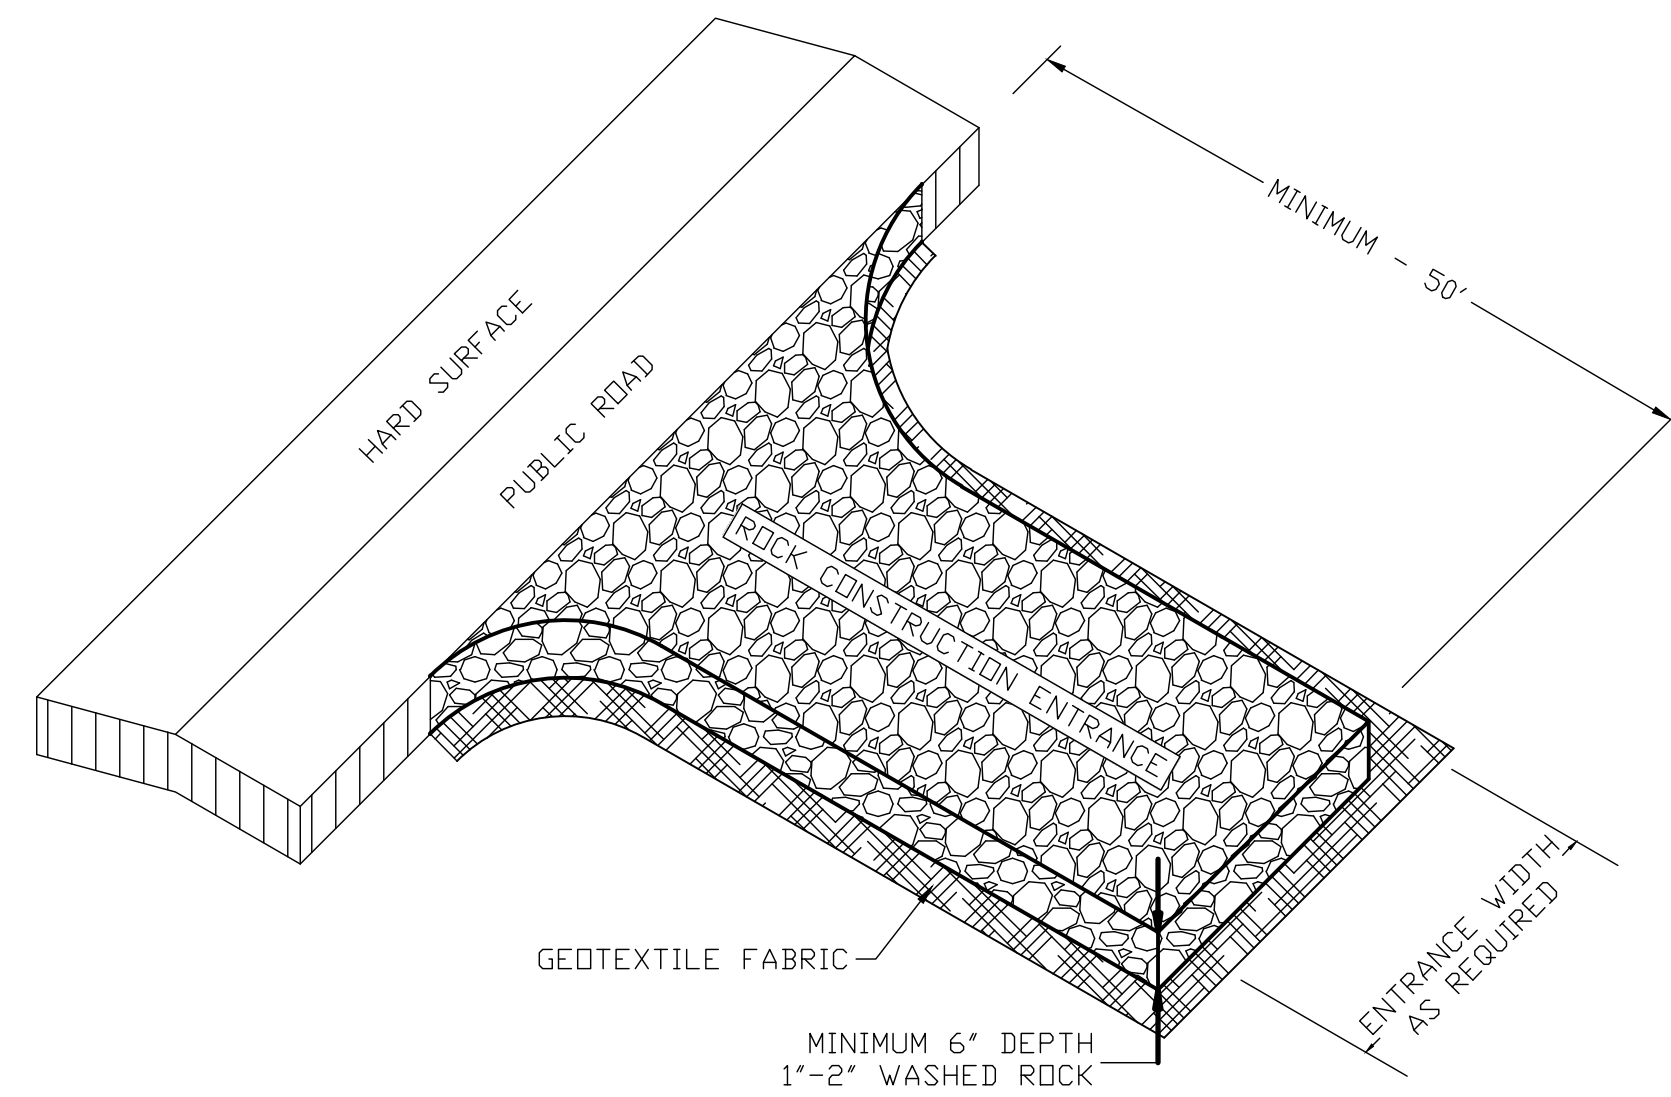 MINIMUM - 50'
HARD SURFACE
PUBLIC ROAD
ROCK CONSTRUCTION ENTRANCE
ENTRANCE WIDTH
AS REQUIRED
GEOTEXTILE FABRIC
MINIMUM 6" DEPTH
1"-2" WASHED ROCK